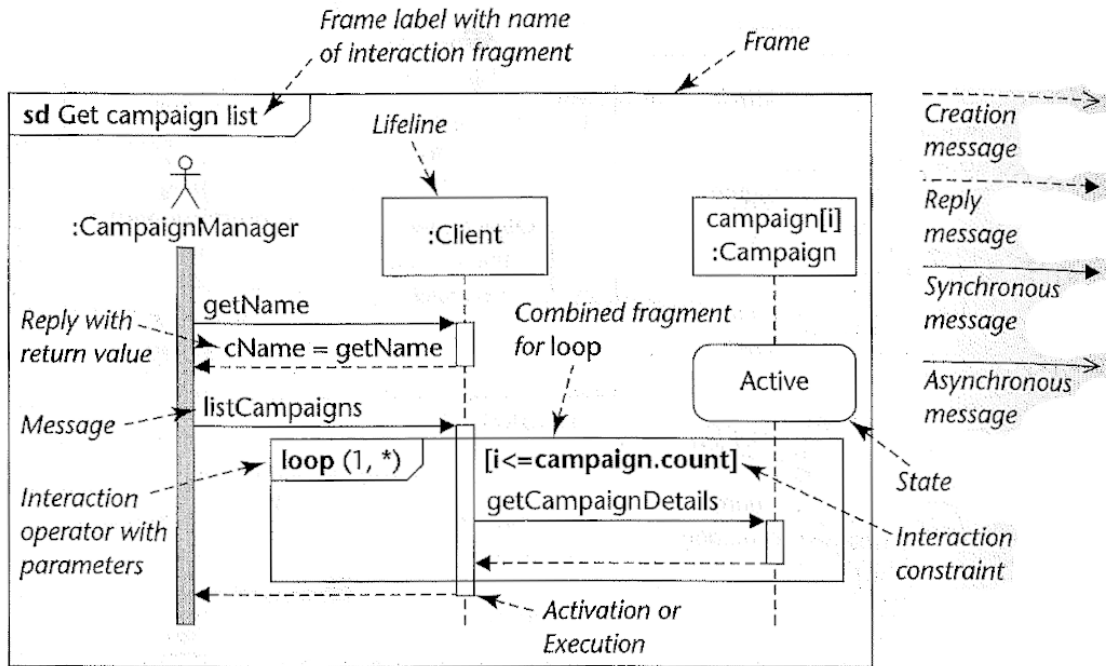 Frame label with name
of interaction fragment
Frame
sd Get campaign list
Lifeline
Creation
message
:CampaignManager
:Client
campaign[i]
:Campaign
Reply
message
getName
Reply with
return value
cName = getName
Combined fragment
for loop
Synchronous
message
Active
Asynchronous
message
Message
listCampaigns
loop (1, *)
[i<=campaign.count]
State
Interaction
operator with
parameters
getCampaignDetails
Interaction
constraint
Activation or
Execution